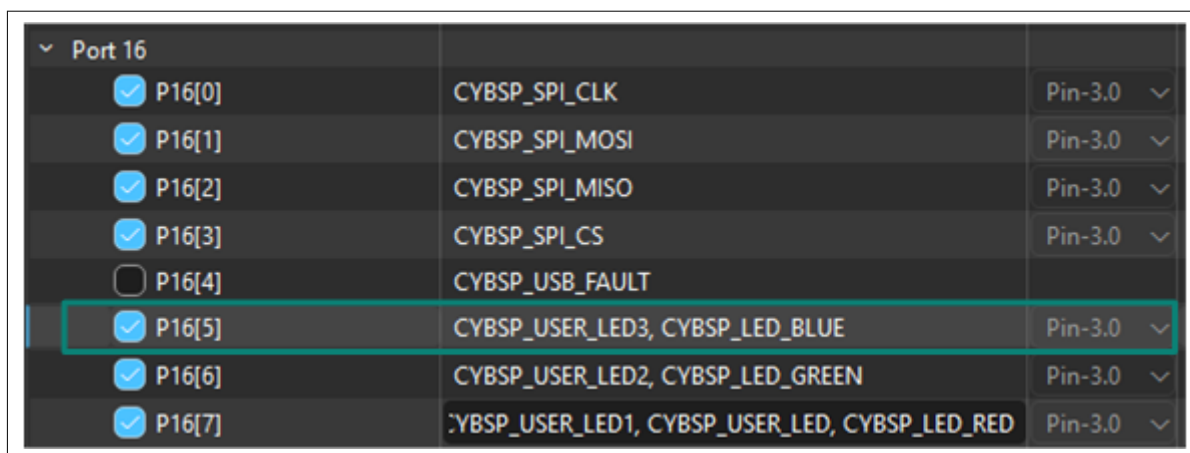 Port 16
P16[0] CYBSP_SPI_CLK Pin-3.0
P16[1] CYBSP_SPI_MOSI Pin-3.0
P16[2] CYBSP_SPI_MISO Pin-3.0
P16[3] CYBSP_SPI_CS Pin-3.0
P16[4] CYBSP_USB_FAULT
P16[5] CYBSP_USER_LED3, CYBSP_LED_BLUE Pin-3.0
P16[6] CYBSP_USER_LED2, CYBSP_LED_GREEN Pin-3.0
P16[7] YBSP_USER_LED1, CYBSP_USER_LED, CYBSP_LED_RED Pin-3.0